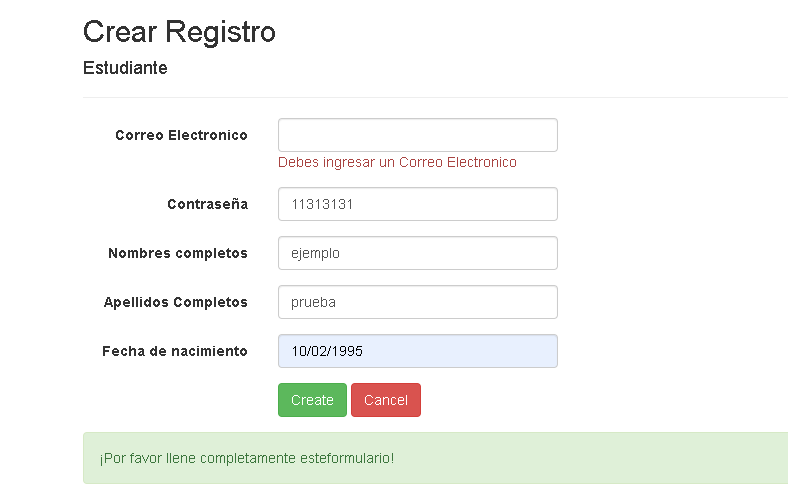 Crear Registro
Estudiante
Correo Electronico
Debes ingresar un Correo Electronico
Contraseña 11313131
Nombres completos ejemplo
Apellidos Completos prueba
Fecha de nacimiento 10/02/1995
Create Cancel
¡Por favor llene completamente esteformulario!